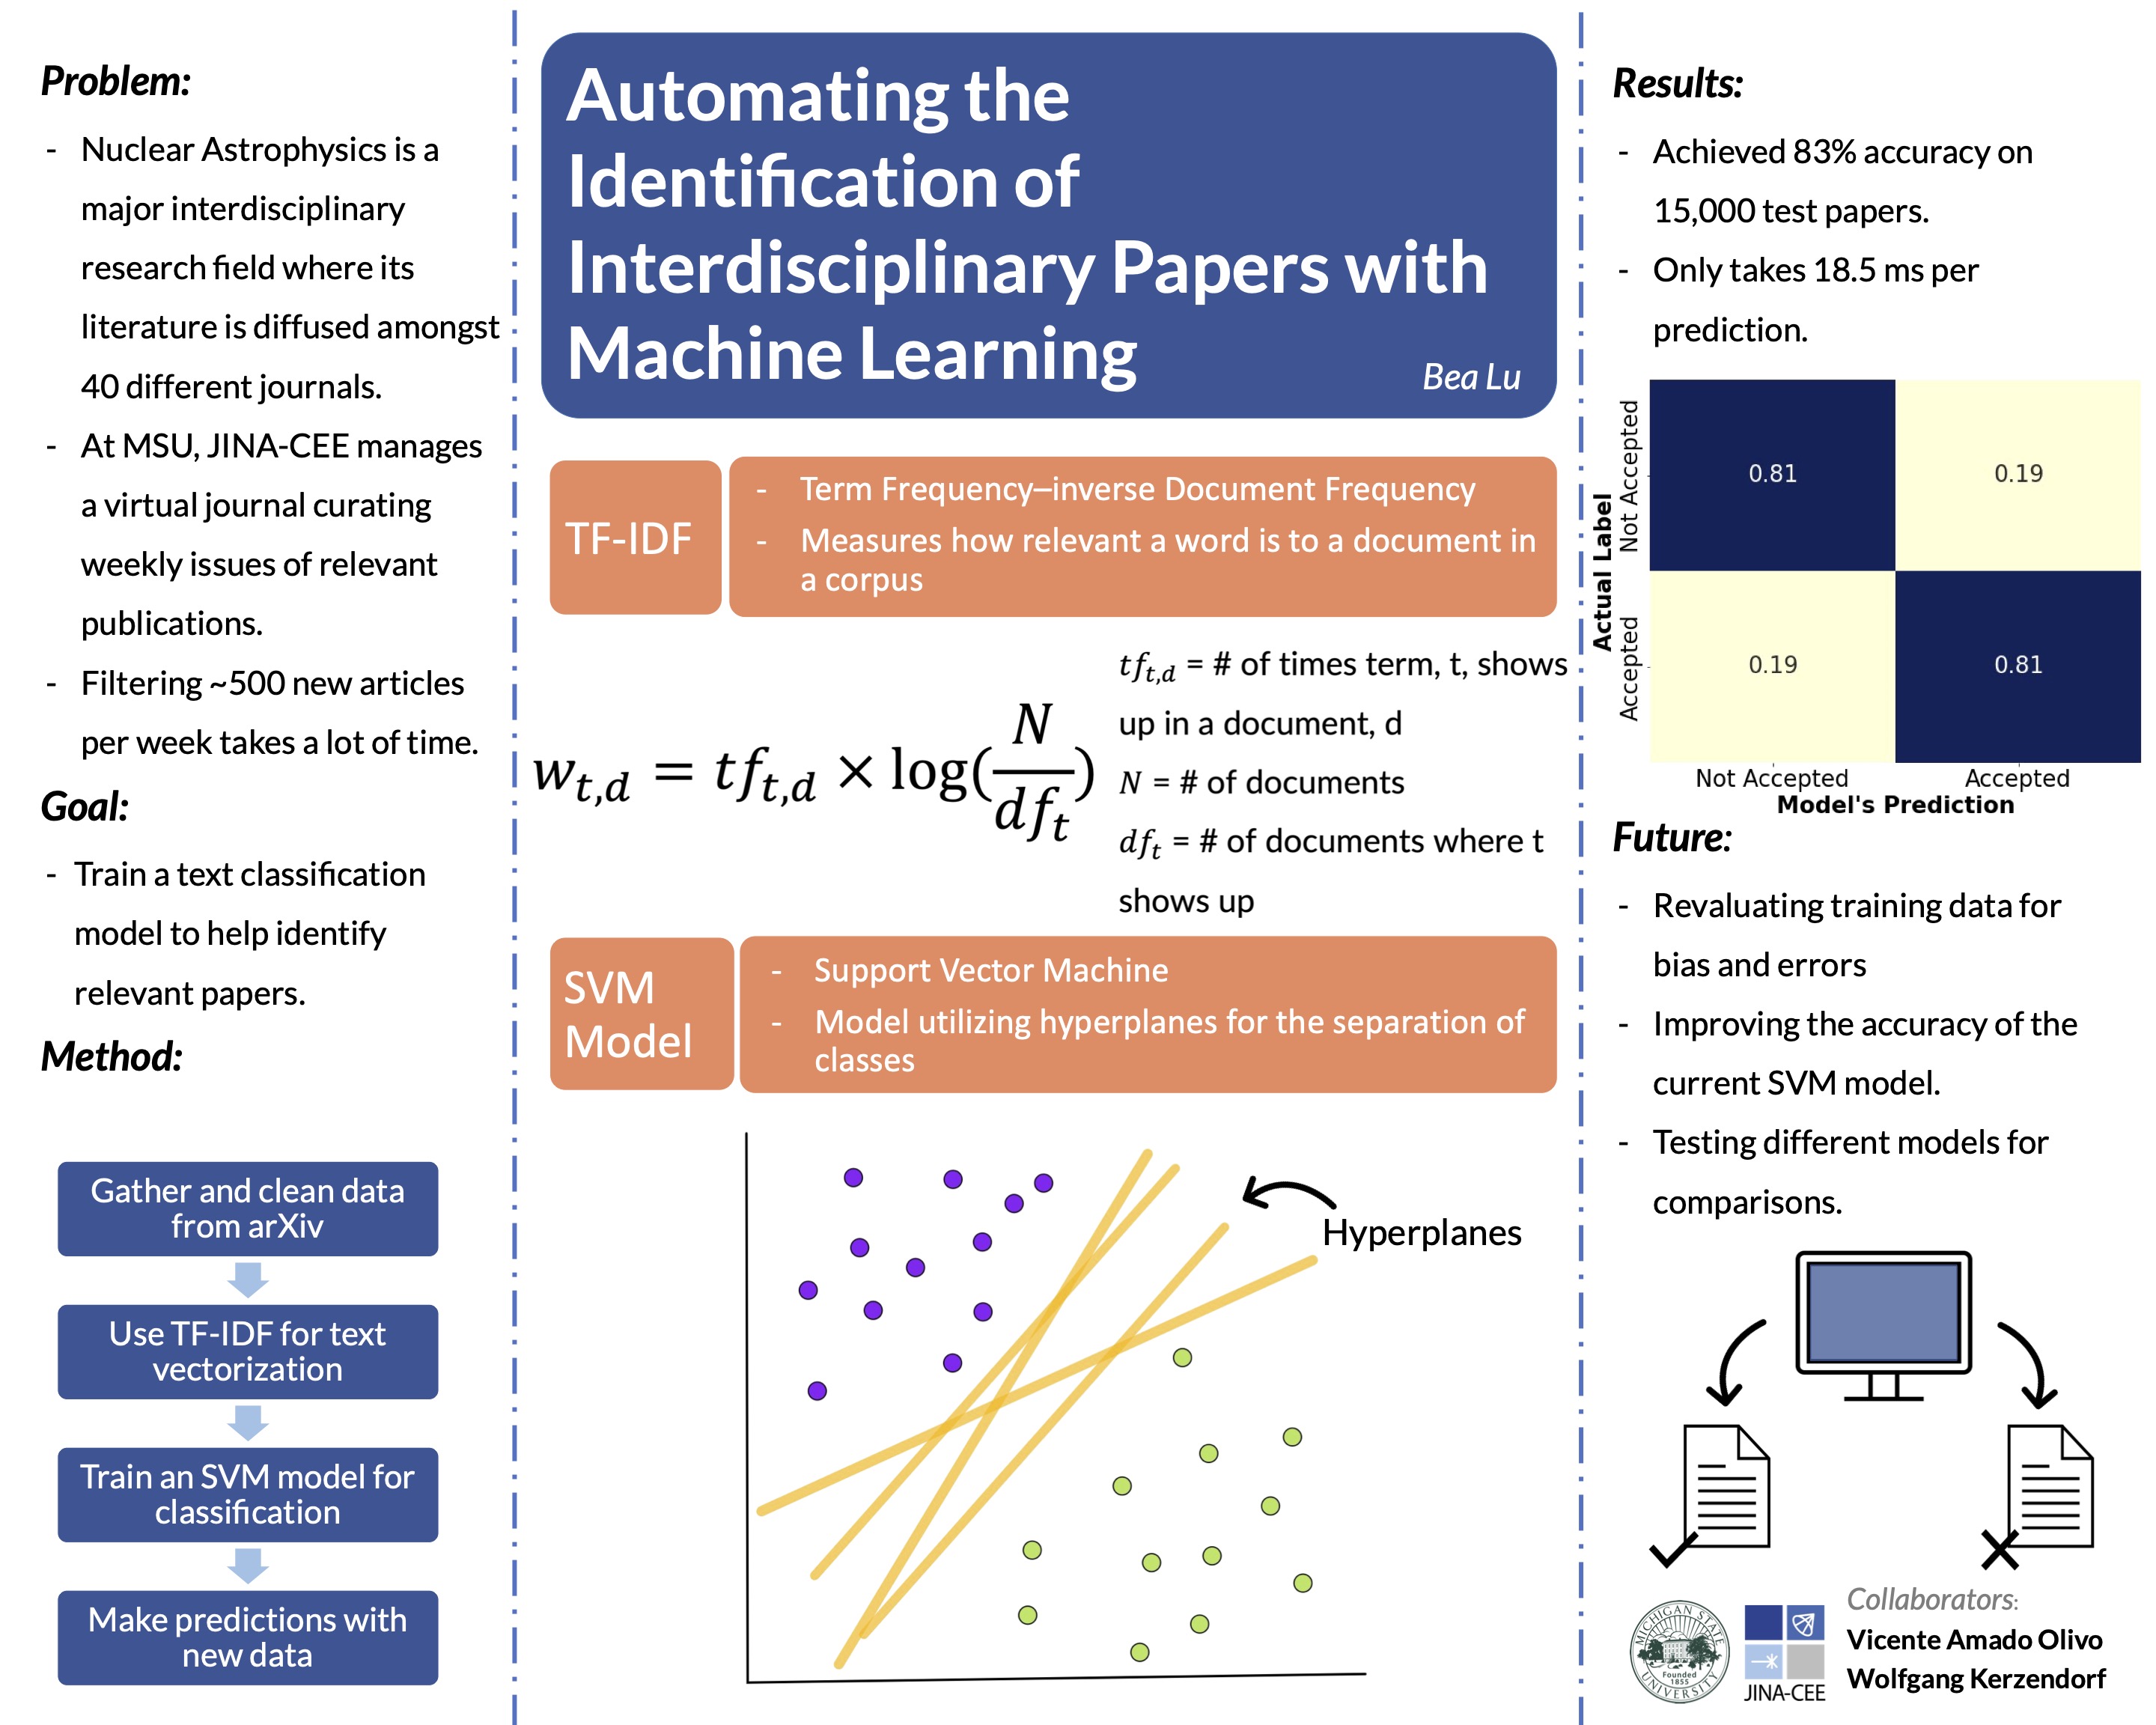 Problem:
- Nuclear Astrophysics is a
major interdisciplinary
research field where its
literature is diffused amongst
40 different journals.
- At MSU, JINA-CEE manages
a virtual journal curating
weekly issues of relevant
publications.
- Filtering ~500 new articles
per week takes a lot of time.
Goal:
- Train a text classification
model to help identify
relevant papers.
Method:
Gather and clean data
from arXiv
Use TF-IDF for text
vectorization
Train an SVM model for
classification
Make predictions with
new data
Automating the
Identification of
Interdisciplinary Papers with
Machine Learning
Bea Lu
TF-IDF
- Term Frequency–inverse Document Frequency
- Measures how relevant a word is to a document in
a corpus
w_{t,d} = tf_{t,d} × log(N/df_t)
tf_{t,d} = # of times term, t, shows
up in a document, d
N = # of documents
df_t = # of documents where t
shows up
SVM
Model
- Support Vector Machine
- Model utilizing hyperplanes for the separation of
classes
Hyperplanes
Results:
- Achieved 83% accuracy on
15,000 test papers.
- Only takes 18.5 ms per
prediction.
Actual Label
Not Accepted
Accepted
0.81
0.19
0.19
0.81
Not Accepted
Accepted
Model's Prediction
Future:
- Revaluating training data for
bias and errors
- Improving the accuracy of the
current SVM model.
- Testing different models for
comparisons.
MICHIGAN STATE
UNIVERSITY
Founded
1855
JINA-CEE
Collaborators:
Vicente Amado Olivo
Wolfgang Kerzendorf